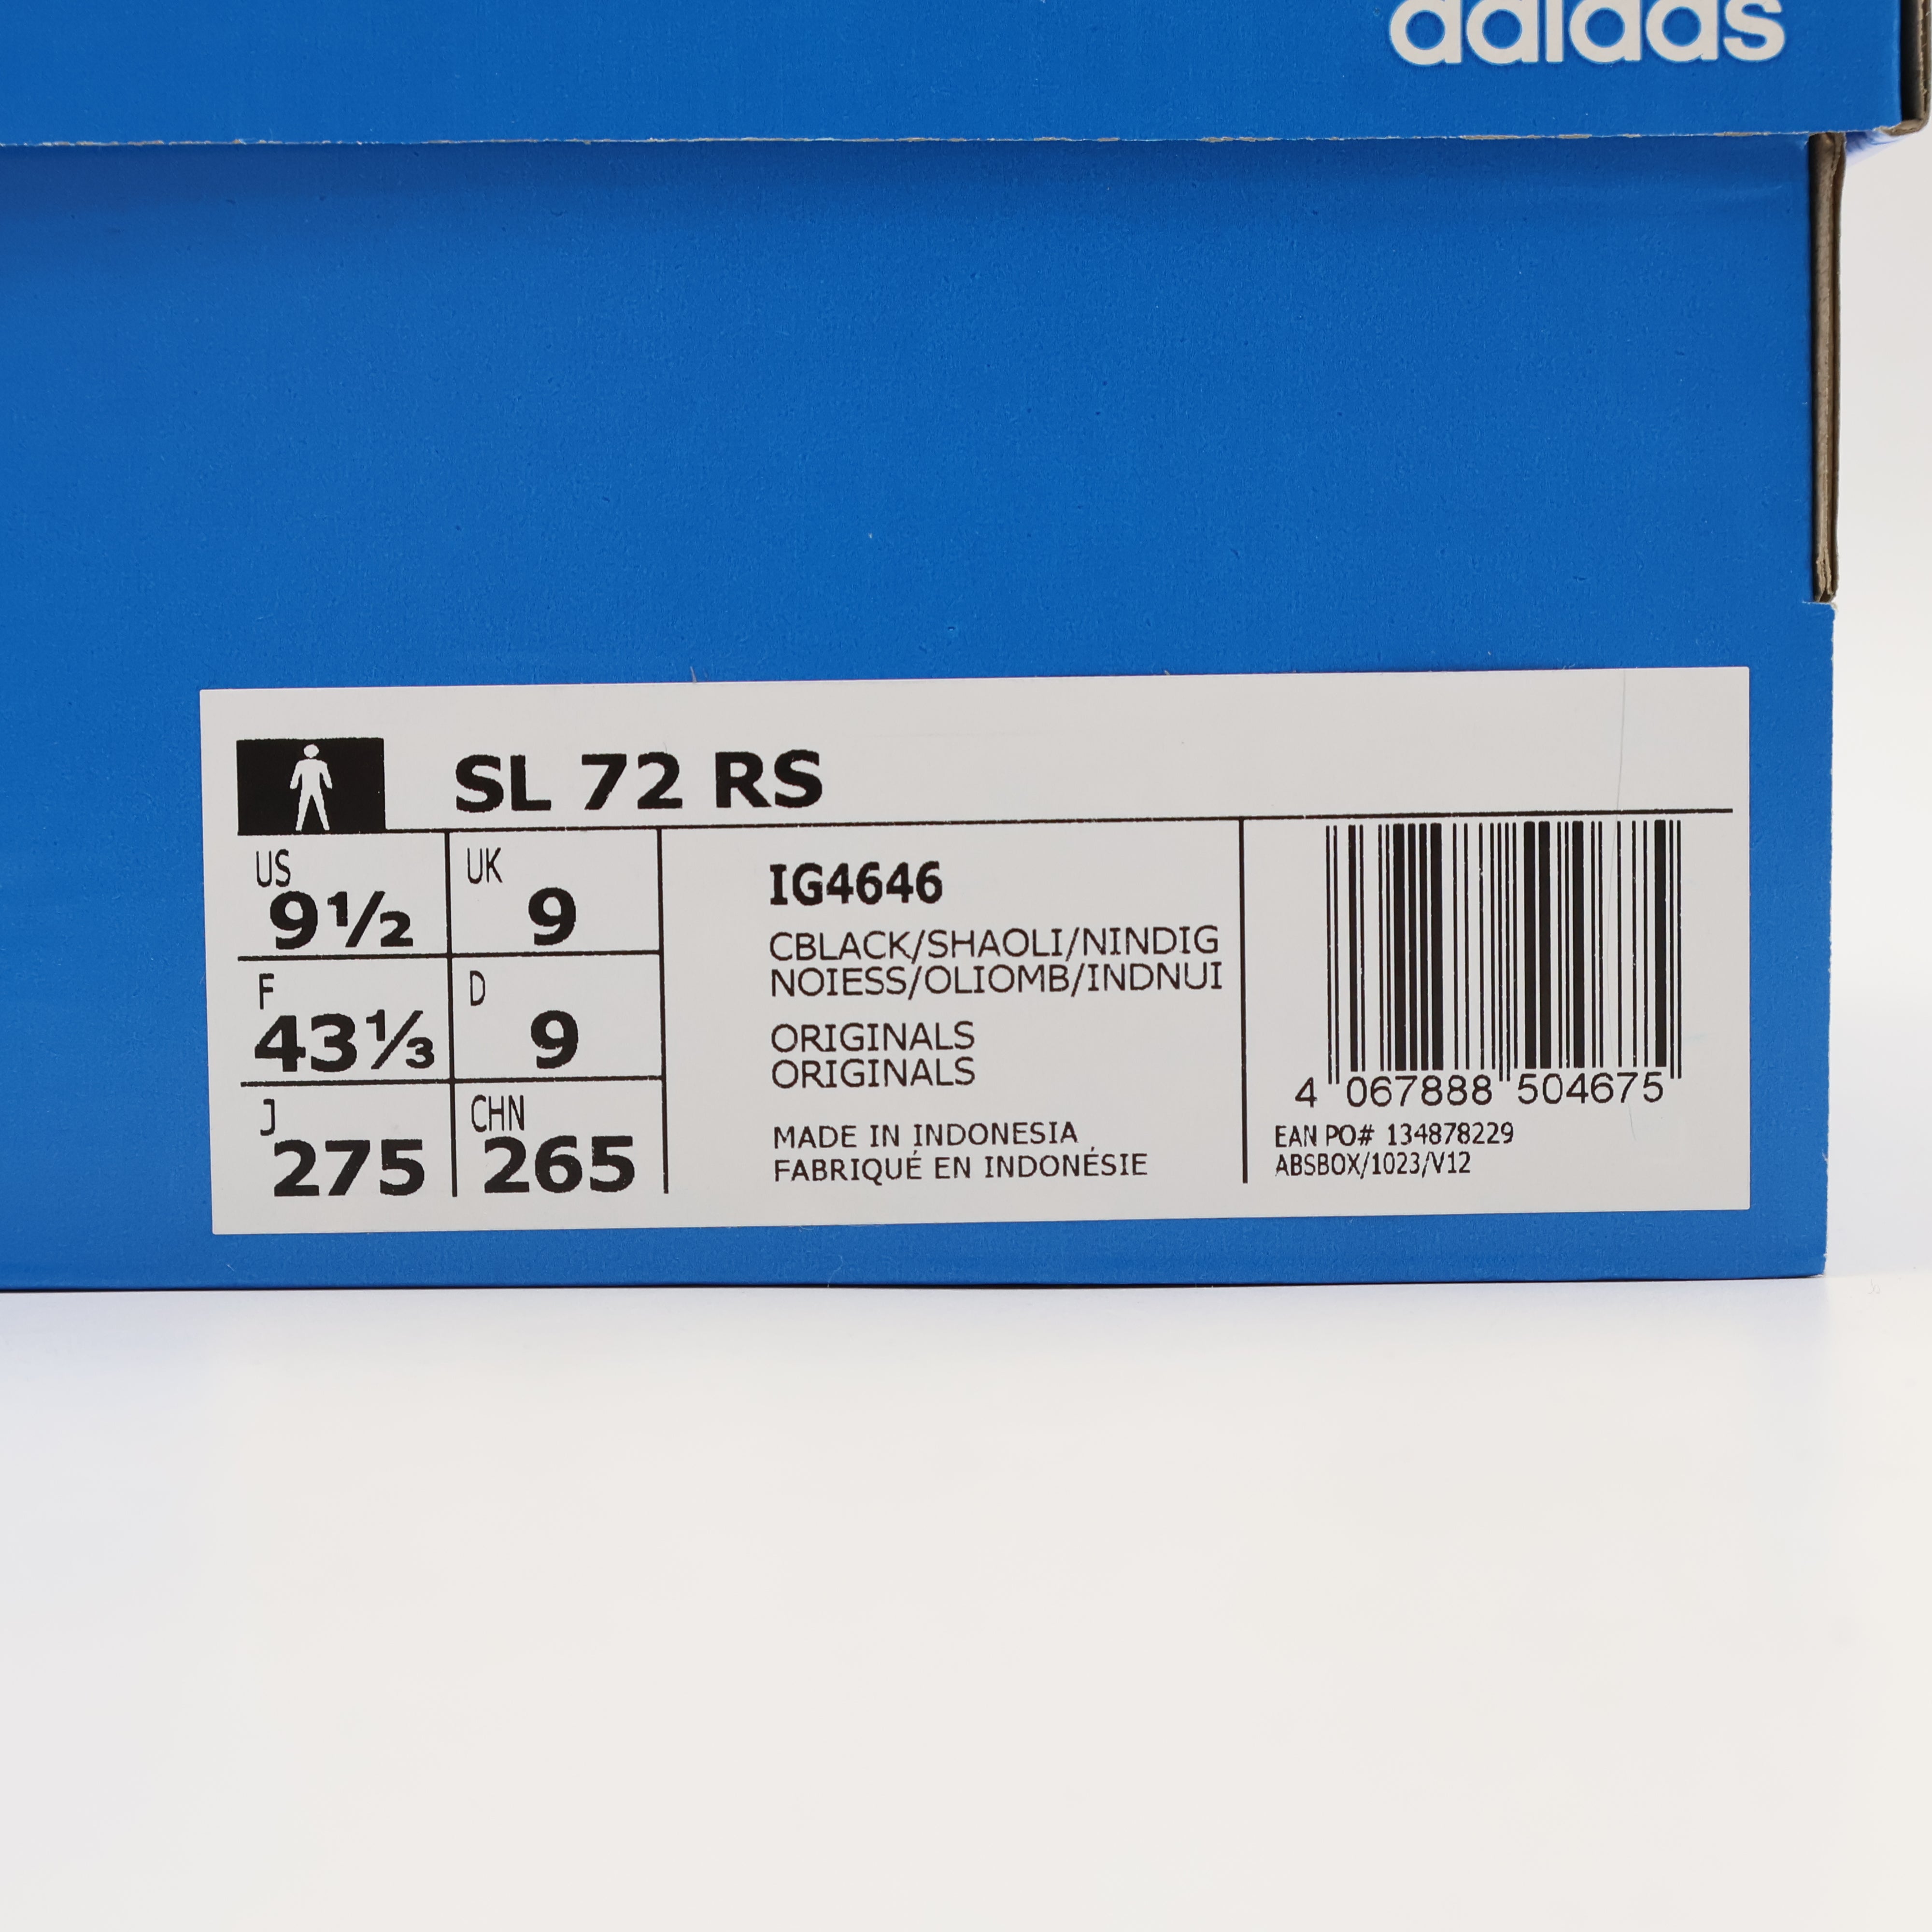 adidas
SL 72 RS
US
9½
UK
9
F
43⅓
D
9
J
275
CHN
265
IG4646
CBLACK/SHAOLI/NINDIG
NOIESS/OLIOMB/INDNUI
ORIGINALS
ORIGINALS
MADE IN INDONESIA
FABRIQUÉ EN INDONÉSIE
4 067888 504675
EAN PO# 134878229
ABSBOX/1023/V12